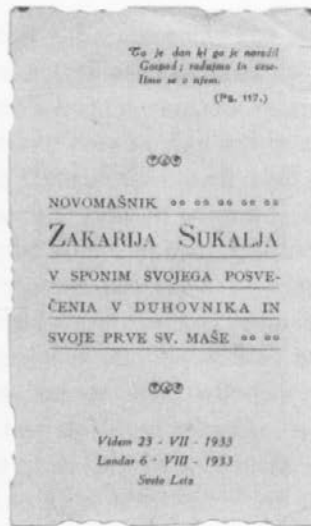 To je dan ki ga je naredil
Gospod; radujmo in vese-
limo se v njem.
(Ps. 117.)
NOVOMAŠNIK
ZAKARIJA SUKALJA
V SPONIM SVOJEGA POSVE-
ČENIA V DUHOVNIKA IN
SVOJE PRVE SV. MAŠE
Videm 23 - VII - 1933
Landar 6 - VIII - 1933
Sveto Leto